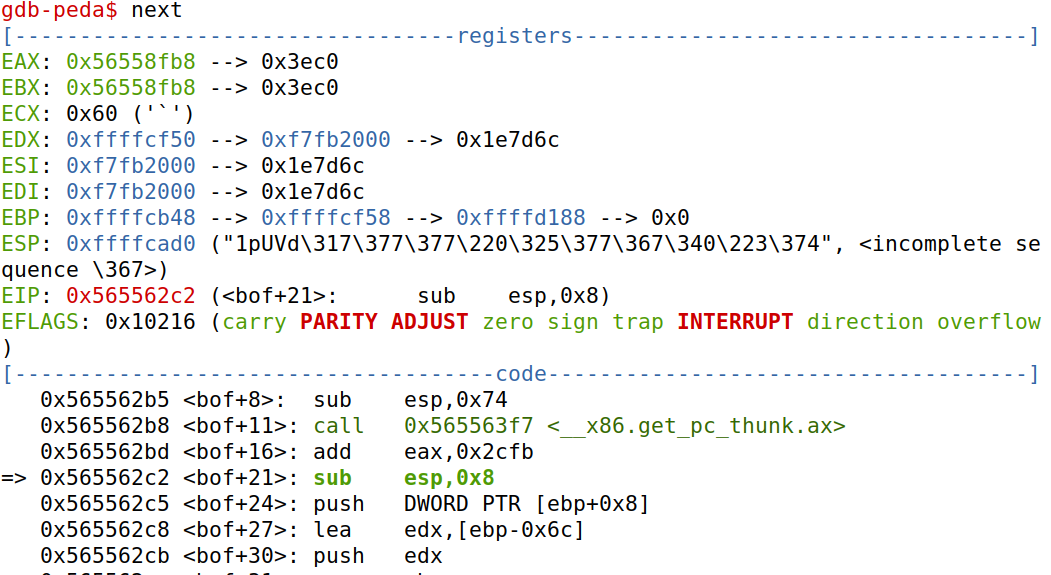 gdb-peda$ next
[----------------------------------registers-----------------------------------]
EAX: 0x56558fb8 --> 0x3ec0
EBX: 0x56558fb8 --> 0x3ec0
ECX: 0x60 ('`')
EDX: 0xffffcf50 --> 0xf7fb2000 --> 0x1e7d6c
ESI: 0xf7fb2000 --> 0x1e7d6c
EDI: 0xf7fb2000 --> 0x1e7d6c
EBP: 0xffffcb48 --> 0xffffcf58 --> 0xffffd188 --> 0x0
ESP: 0xffffcad0 ("1pUVd\317\377\377\220\325\377\367\340\223\374", <incomplete se
quence \367>)
EIP: 0x565562c2 (<bof+21>:      sub    esp,0x8)
EFLAGS: 0x10216 (carry PARITY ADJUST zero sign trap INTERRUPT direction overflow
)
[-------------------------------------code-------------------------------------]
   0x565562b5 <bof+8>:  sub    esp,0x74
   0x565562b8 <bof+11>: call   0x565563f7 <__x86.get_pc_thunk.ax>
   0x565562bd <bof+16>: add    eax,0x2cfb
=> 0x565562c2 <bof+21>: sub    esp,0x8
   0x565562c5 <bof+24>: push   DWORD PTR [ebp+0x8]
   0x565562c8 <bof+27>: lea    edx,[ebp-0x6c]
   0x565562cb <bof+30>: push   edx